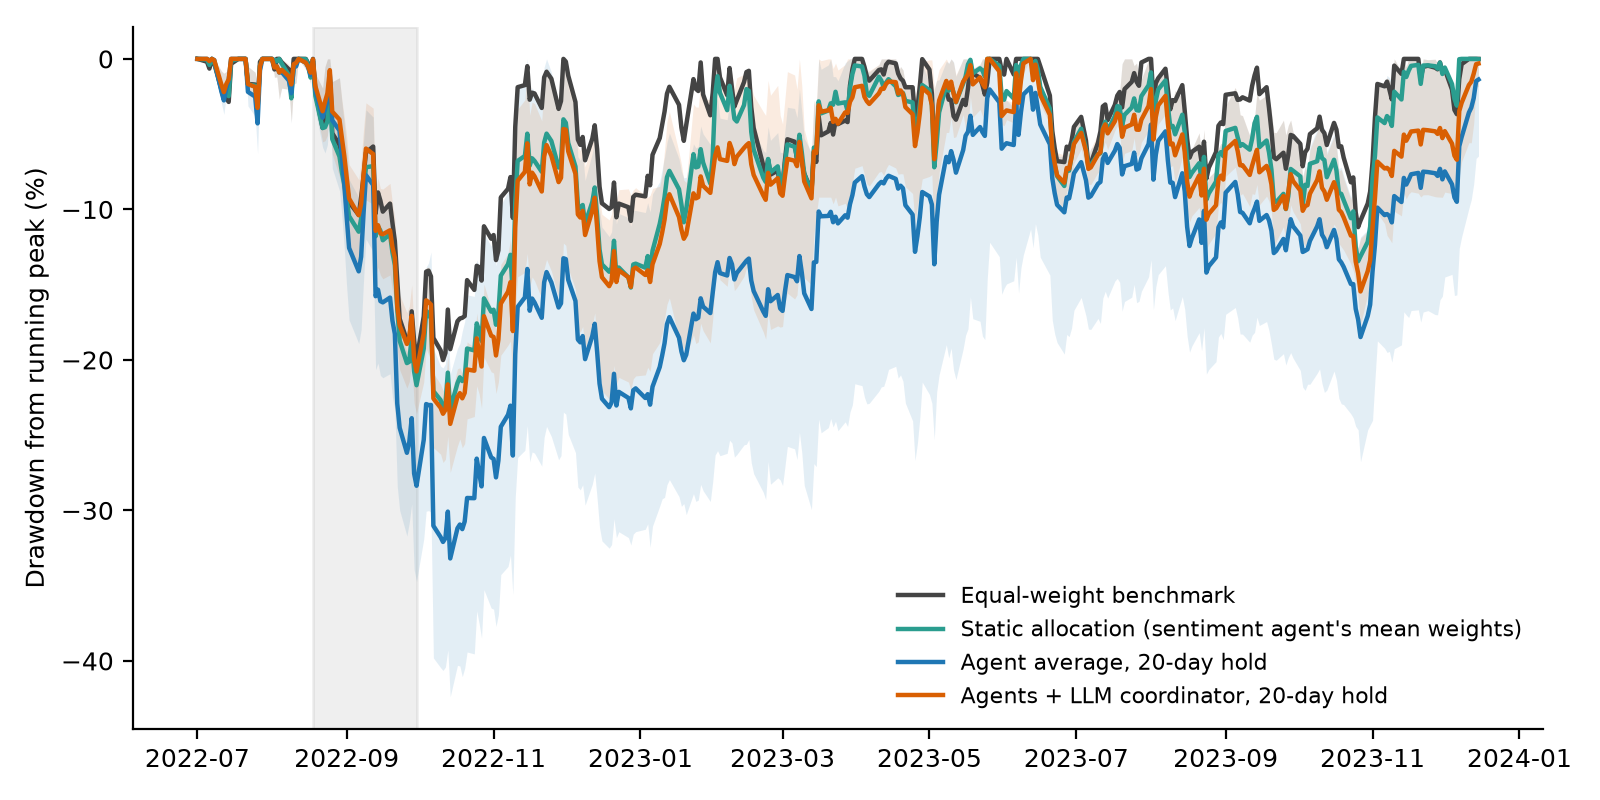 Drawdown from running peak (%)
0
−10
−20
−30
−40
Equal-weight benchmark
Static allocation (sentiment agent's mean weights)
Agent average, 20-day hold
Agents + LLM coordinator, 20-day hold
2022-07 2022-09 2022-11 2023-01 2023-03 2023-05 2023-07 2023-09 2023-11 2024-01